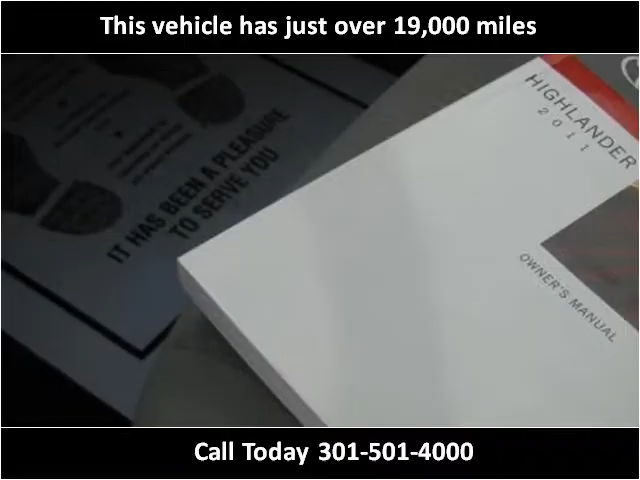 This vehicle has just over 19,000 miles
HIGHLANDER
2011
OWNER'S MANUAL
IT HAS BEEN A PLEASURE
TO SERVE YOU
Call Today 301-501-4000